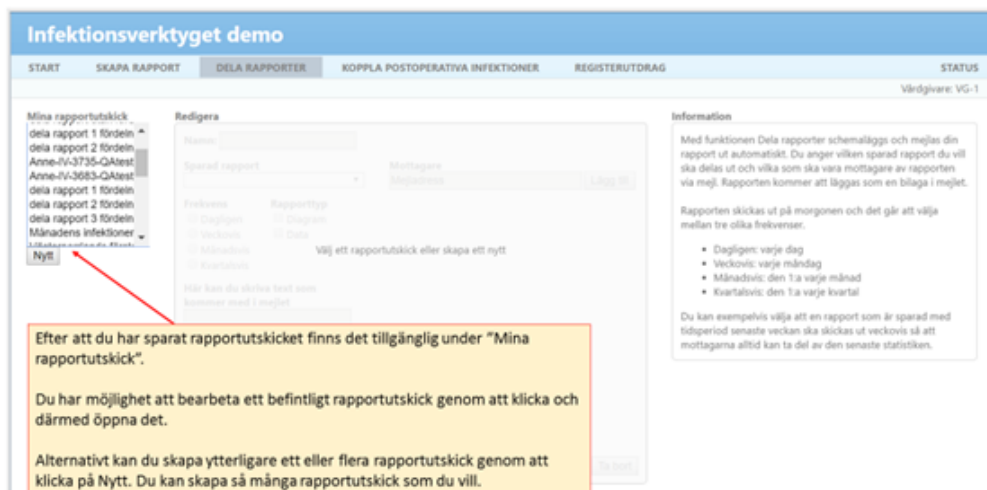 Infektionsverktyget demo
START SKAPA RAPPORT DELA RAPPORTER KOPPLA POSTOPERATIVA INFEKTIONER REGISTERUTDRAG STATUS
Vårdgivare: VG-1
Mina rapportutskick
dela rapport 1 fördeln
dela rapport 2 fördeln
Anne-IV-3735-QAtest
Anne-IV-3683-QAtest
dela rapport 1 fördeln
dela rapport 2 fördeln
dela rapport 3 fördeln
Månadens infektioner
Nytt
Redigera
Namn:
Sparad rapport
Mottagare
Mejladress
Lägg till
Frekvens
Rapporttyp
Dagligen
Diagram
Veckovis
Data
Månadsvis
Kvartalsvis
Välj ett rapportutskick eller skapa ett nytt
Här kan du skriva text som
kommer med i mejlet
Ta bort
Information
Med funktionen Dela rapporter schemaläggs och mejlas din
rapport ut automatiskt. Du anger vilken sparad rapport du vill
ska delas ut och vilka som ska vara mottagare av rapporten
via mejl. Rapporten kommer att läggas som en bilaga i mejlet.
Rapporten skickas ut på morgonen och det går att välja
mellan tre olika frekvenser.
• Dagligen: varje dag
• Veckovis: varje måndag
• Månadsvis: den 1:a varje månad
• Kvartalsvis: den 1:a varje kvartal
Du kan exempelvis välja att en rapport som är sparad med
tidsperiod senaste veckan ska skickas ut veckovis så att
mottagarna alltid kan ta del av den senaste statistiken.
Efter att du har sparat rapportutskicket finns det tillgänglig under ”Mina
rapportutskick”.
Du har möjlighet att bearbeta ett befintligt rapportutskick genom att klicka och
därmed öppna det.
Alternativt kan du skapa ytterligare ett eller flera rapportutskick genom att
klicka på Nytt. Du kan skapa så många rapportutskick som du vill.